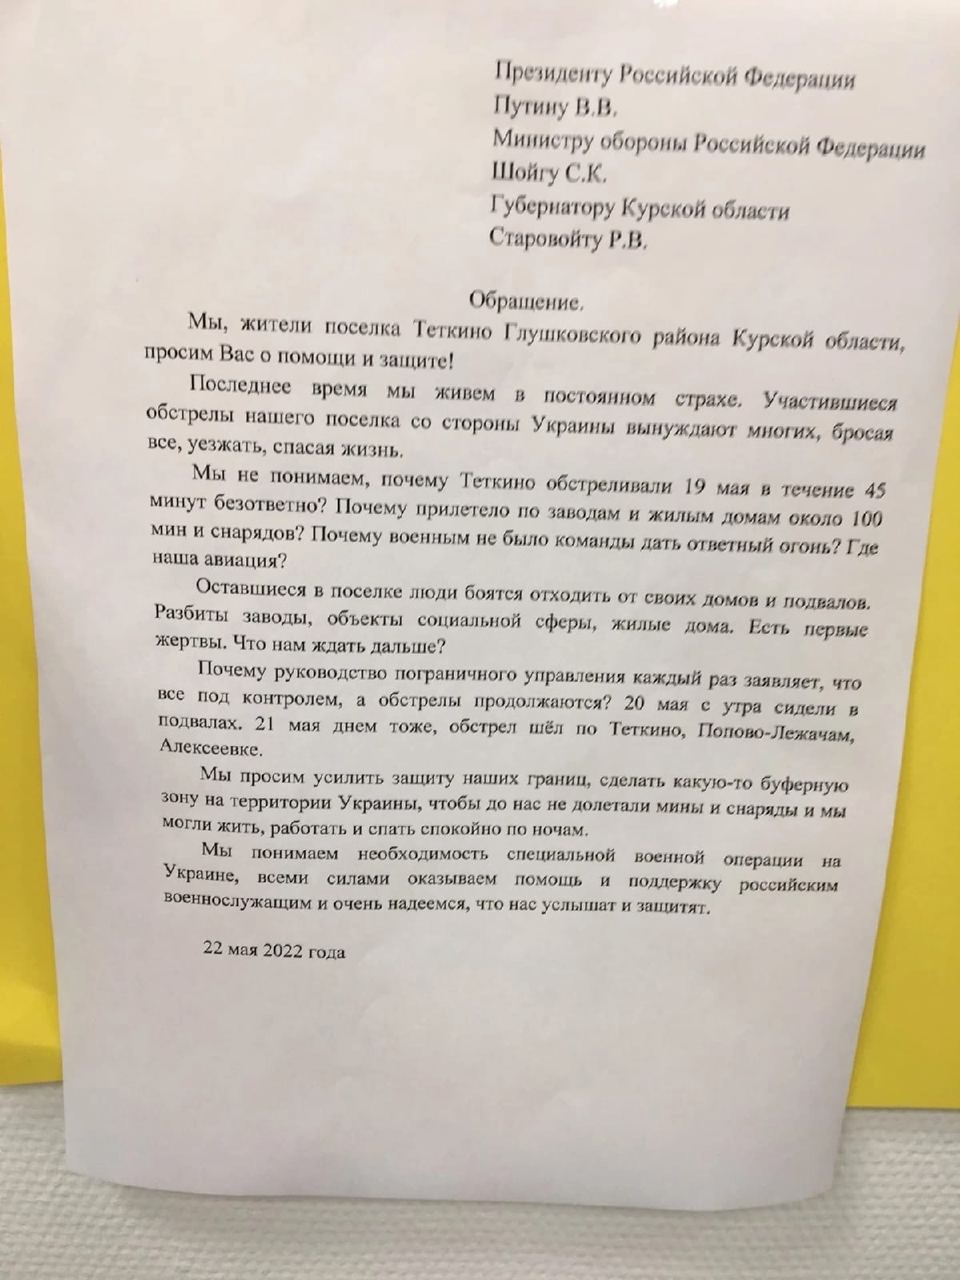 Президенту Российской Федерации
Путину В.В.
Министру обороны Российской Федерации
Шойгу С.К.
Губернатору Курской области
Старовойту Р.В.
Обращение.
Мы, жители поселка Теткино Глушковского района Курской области,
просим Вас о помощи и защите!
Последнее время мы живем в постоянном страхе. Участившиеся
обстрелы нашего поселка со стороны Украины вынуждают многих, бросая
все, уезжать, спасая жизнь.
Мы не понимаем, почему Теткино обстреливали 19 мая в течение 45
минут безответно? Почему прилетело по заводам и жилым домам около 100
мин и снарядов? Почему военным не было команды дать ответный огонь? Где
наша авиация?
Оставшиеся в поселке люди боятся отходить от своих домов и подвалов.
Разбиты заводы, объекты социальной сферы, жилые дома. Есть первые
жертвы. Что нам ждать дальше?
Почему руководство пограничного управления каждый раз заявляет, что
все под контролем, а обстрелы продолжаются? 20 мая с утра сидели в
подвалах. 21 мая днем тоже, обстрел шёл по Теткино, Попово-Лежачам,
Алексеевке.
Мы просим усилить защиту наших границ, сделать какую-то буферную
зону на территории Украины, чтобы до нас не долетали мины и снаряды и мы
могли жить, работать и спать спокойно по ночам.
Мы понимаем необходимость специальной военной операции на
Украине, всеми силами оказываем помощь и поддержку российским
военнослужащим и очень надеемся, что нас услышат и защитят.
22 мая 2022 года